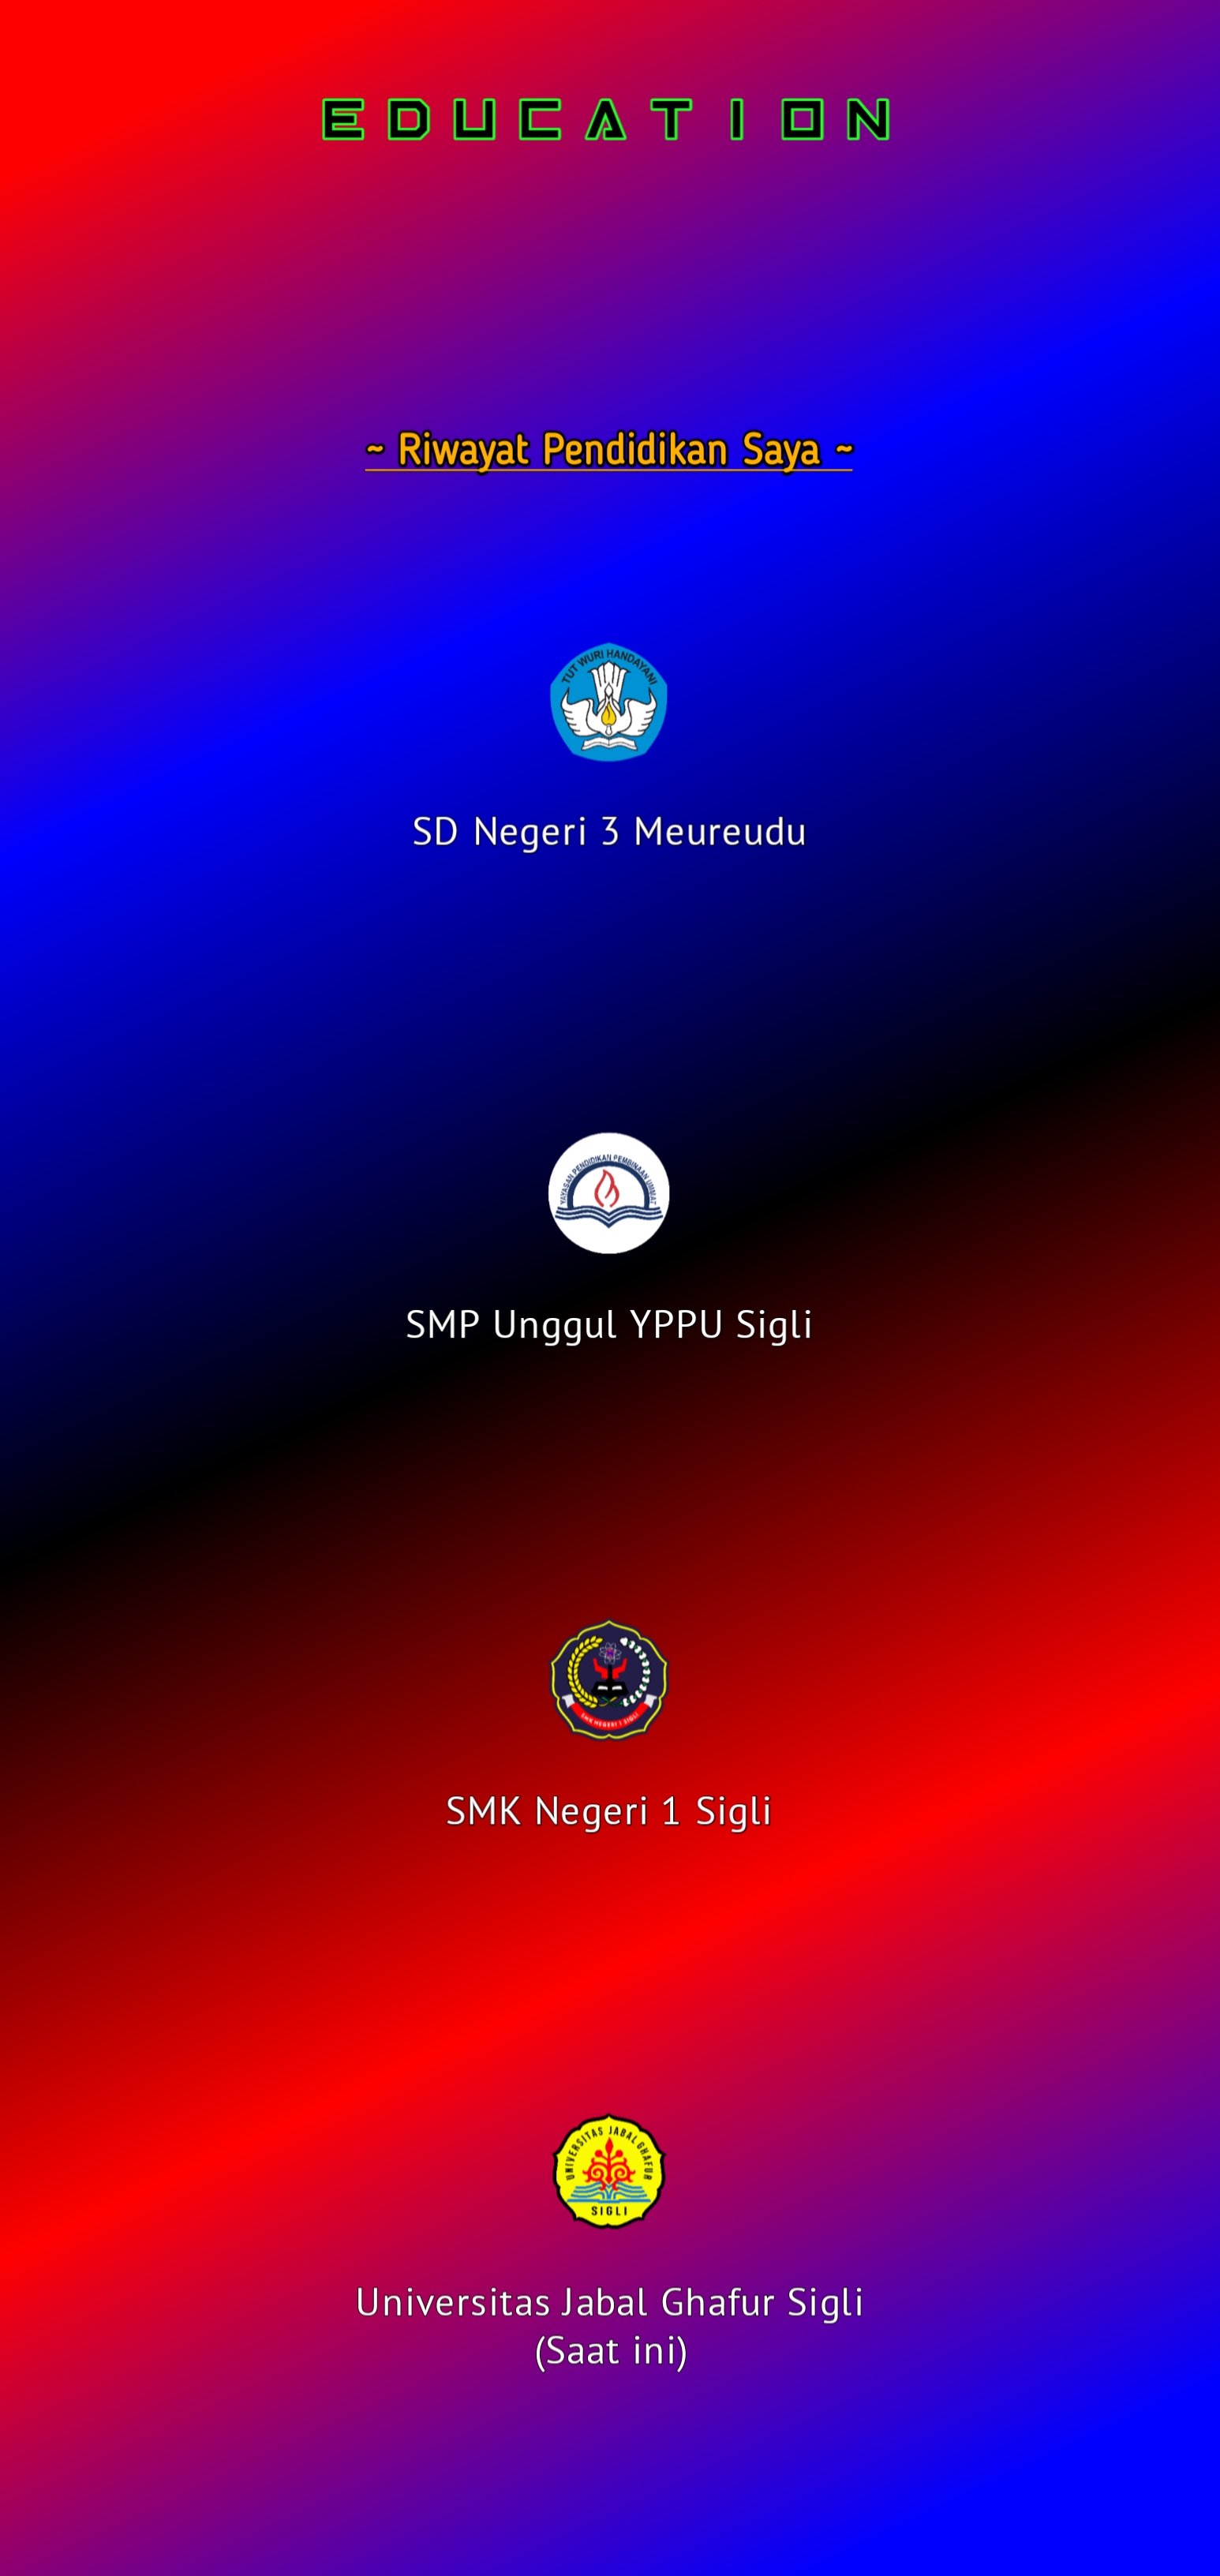 EDUCATION
~ Riwayat Pendidikan Saya ~
TUT WURI HANDAYANI
SD Negeri 3 Meureudu
YAYASAN PENDIDIKAN PEMBINAAN UMMAT
SMP Unggul YPPU Sigli
SMK NEGERI 1 SIGLI
SMK Negeri 1 Sigli
UNIVERSITAS JABAL GHAFUR
SIGLI
Universitas Jabal Ghafur Sigli
(Saat ini)